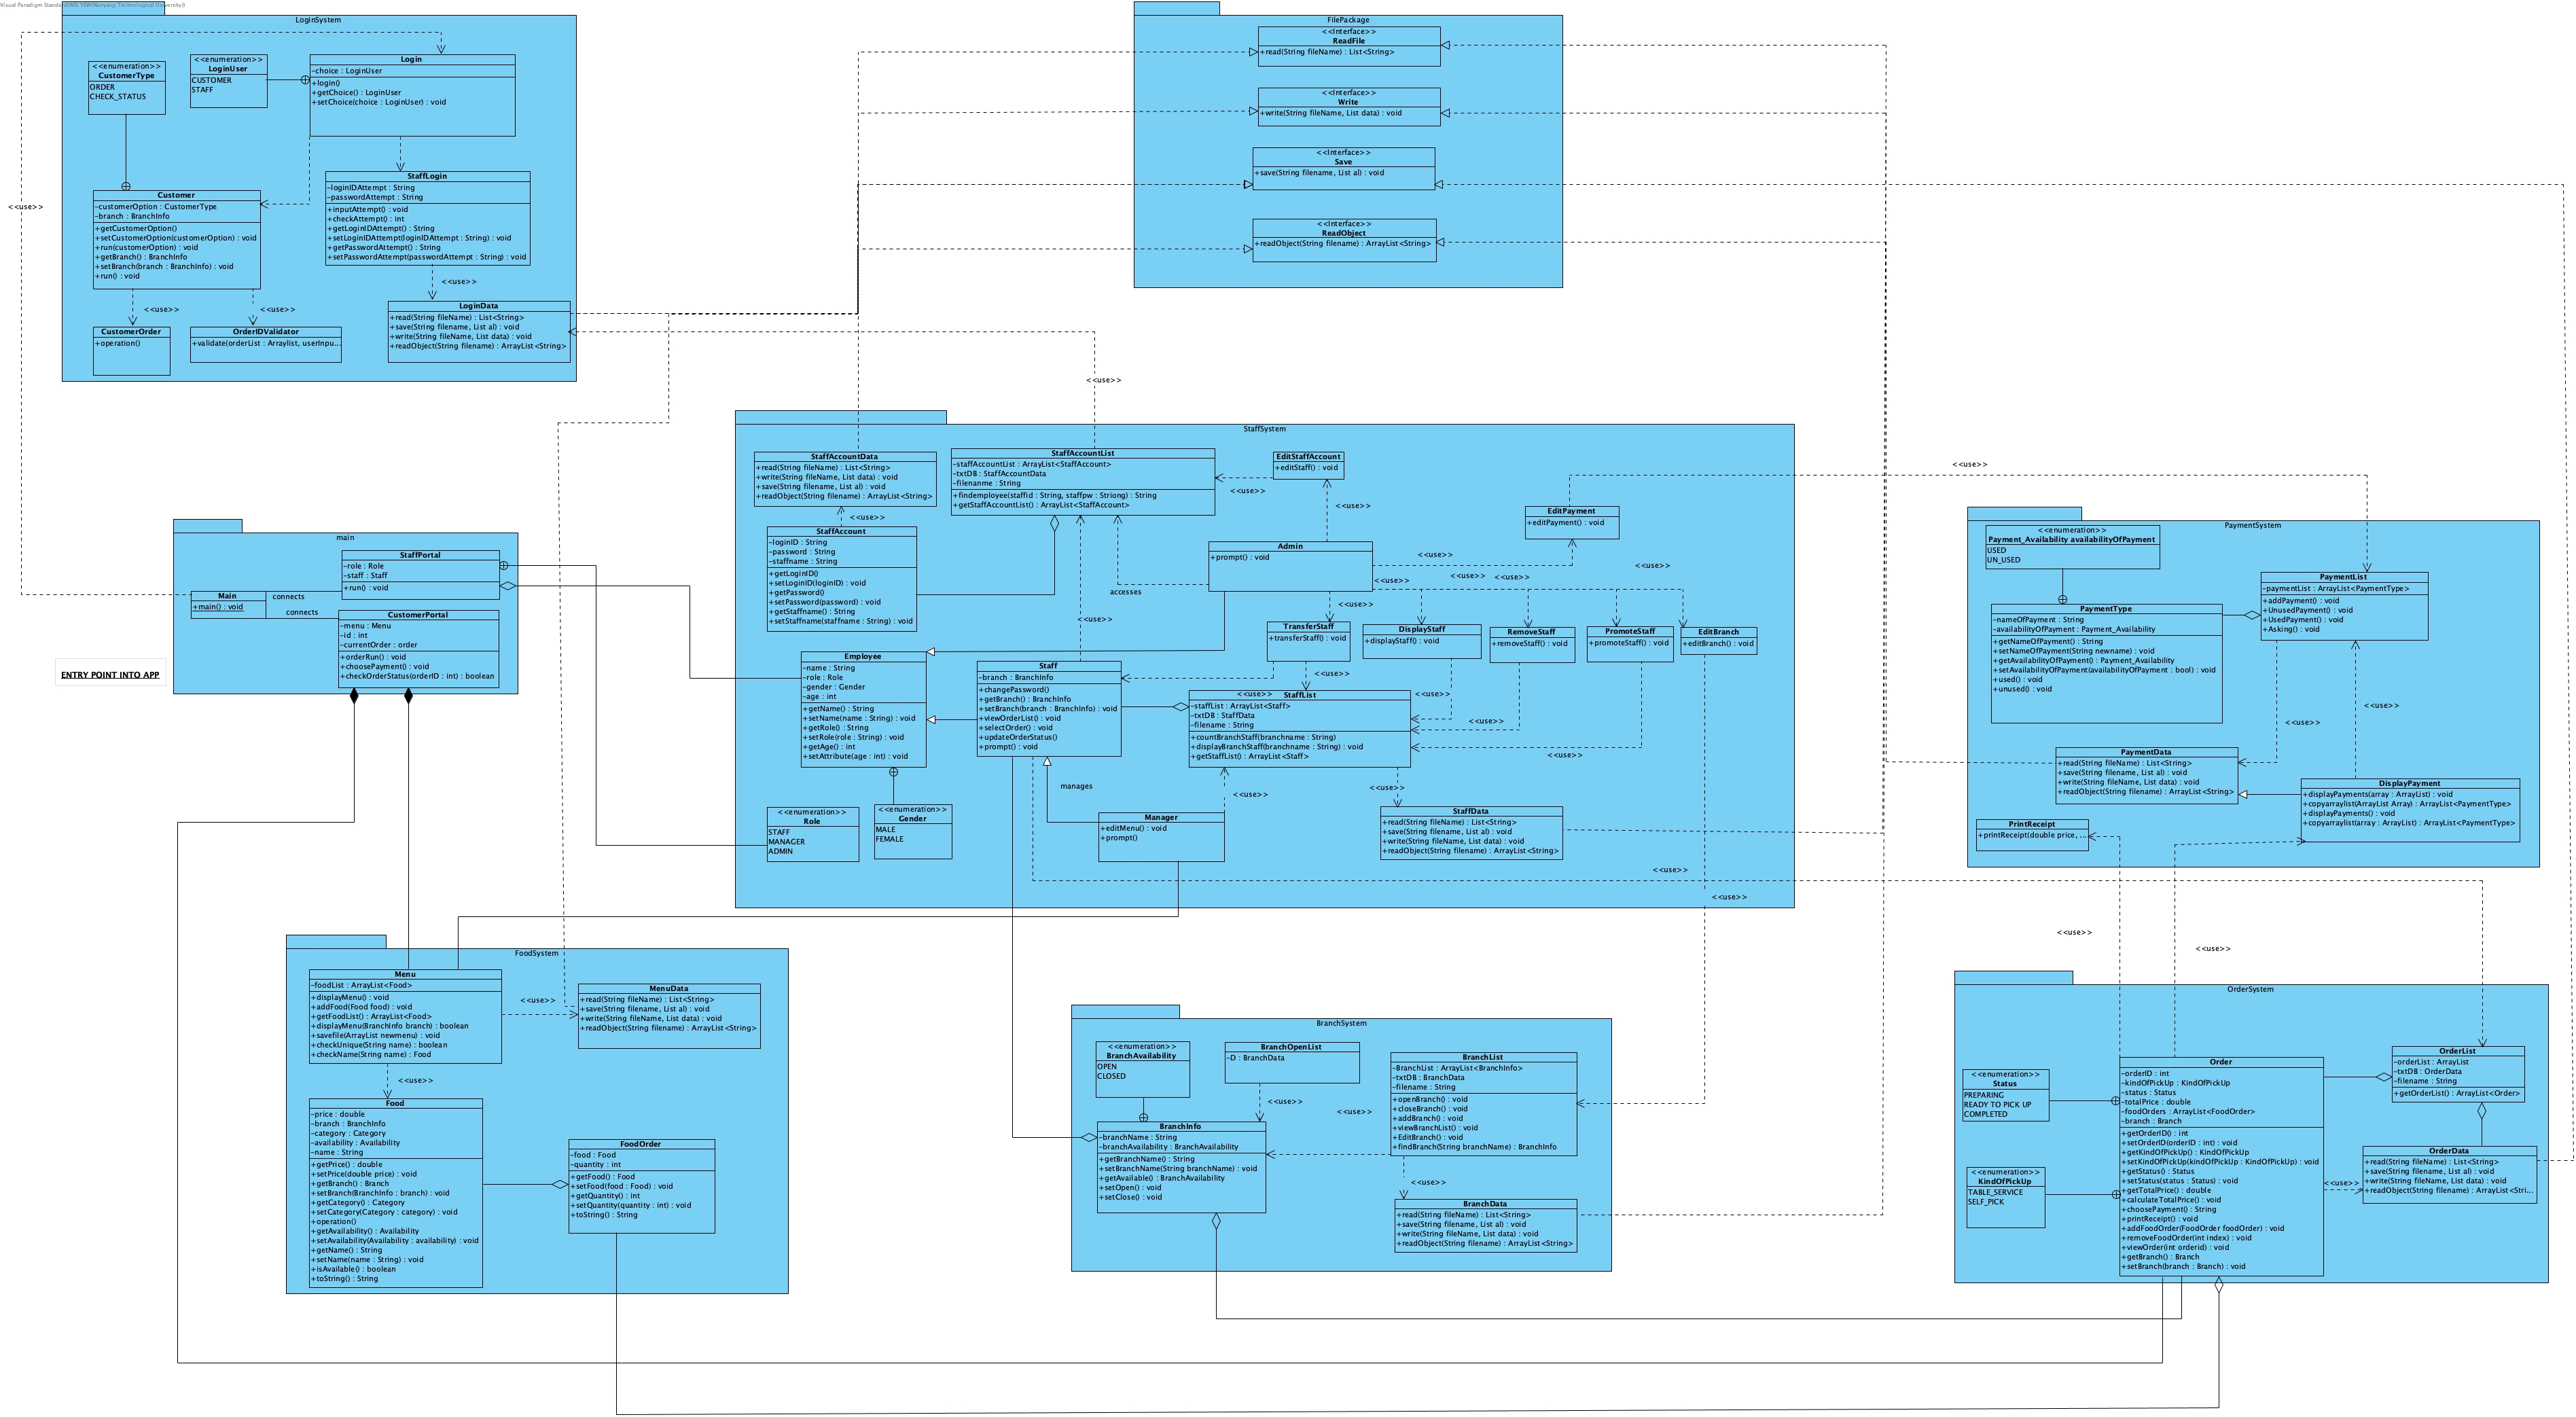 Visual Paradigm Standard
(Nanyang Technological University)
LoginSystem
<<enumeration>>
CustomerType
ORDER
CHECK_STATUS
<<enumeration>>
LoginUser
CUSTOMER
STAFF
Login
-choice : LoginUser
+login()
+getChoice() : LoginUser
+setChoice(choice : LoginUser) : void
<<use>>
Customer
-customerOption : CustomerType
-branch : BranchInfo
+getCustomerOption()
+setCustomerOption(customerOption) : void
+run(customerOption) : void
+getBranch() : BranchInfo
+setBranch(branch : BranchInfo) : void
+run() : void
StaffLogin
-loginIDAttempt : String
-passwordAttempt : String
+inputAttempt() : void
+checkAttempt() : int
+getLoginIDAttempt() : String
+setLoginIDAttempt(loginIDAttempt : String) : void
+getPasswordAttempt() : String
+setPasswordAttempt(passwordAttempt : String) : void
<<use>>
<<use>>
<<use>>
CustomerOrder
+operation()
OrderIDValidator
+validate(orderList : Arraylist, userInpu...
LoginData
+read(String fileName) : List<String>
+save(String filename, List al) : void
+write(String fileName, List data) : void
+readObject(String filename) : ArrayList<String>
FilePackage
<<Interface>>
ReadFile
+read(String fileName) : List<String>
<<Interface>>
Write
+write(String fileName, List data) : void
<<Interface>>
Save
+save(String filename, List al) : void
<<Interface>>
ReadObject
+readObject(String filename) : ArrayList<String>
<<use>>
main
StaffPortal
-role : Role
-staff : Staff
+run() : void
Main
+main() : void
connects
connects
CustomerPortal
-menu : Menu
-id : int
-currentOrder : order
+orderRun() : void
+choosePayment() : void
+checkOrderStatus(orderID : int) : boolean
ENTRY POINT INTO APP
StaffSystem
StaffAccountData
+read(String fileName) : List<String>
+write(String fileName, List data) : void
+save(String filename, List al) : void
+readObject(String filename) : ArrayList<String>
<<use>>
StaffAccountList
-staffAccountList : ArrayList<StaffAccount>
-txtDB : StaffAccountData
-filenanme : String
+findemployee(staffid : String, staffpw : Striong) : String
+getStaffAccountList() : ArrayList<StaffAccount>
EditStaffAccount
+editStaff() : void
<<use>>
<<use>>
StaffAccount
-loginID : String
-password : String
-staffname : String
+getLoginID()
+setLoginID(loginID) : void
+getPassword()
+setPassword(password) : void
+getStaffname() : String
+setStaffname(staffname : String) : void
Admin
+prompt() : void
accesses
<<use>>
EditPayment
+editPayment() : void
<<use>>
<<use>>
<<use>>
<<use>>
<<use>>
<<use>>
<<use>>
TransferStaff
+transferStaff() : void
DisplayStaff
+displayStaff() : void
RemoveStaff
+removeStaff() : void
PromoteStaff
+promoteStaff() : void
EditBranch
+editBranch() : void
Employee
-name : String
-role : Role
-gender : Gender
-age : int
+getName() : String
+setName(name : String) : void
+getRole() : String
+setRole(role : String) : void
+getAge() : int
+setAttribute(age : int) : void
Staff
-branch : BranchInfo
+changePassword()
+getBranch() : BranchInfo
+setBranch(branch : BranchInfo) : void
+viewOrderList() : void
+selectOrder() : void
+updateOrderStatus()
+prompt() : void
<<use>>
<<use>>
<<use>>
<<use>>
<<use>>
StaffList
-staffList : ArrayList<Staff>
-txtDB : StaffData
-filename : String
+countBranchStaff(branchname : String)
+displayBranchStaff(branchname : String) : void
+getStaffList() : ArrayList<Staff>
manages
<<use>>
<<use>>
<<enumeration>>
Role
STAFF
MANAGER
ADMIN
<<enumeration>>
Gender
MALE
FEMALE
Manager
+editMenu() : void
+prompt()
StaffData
+read(String fileName) : List<String>
+save(String filename, List al) : void
+write(String fileName, List data) : void
+readObject(String filename) : ArrayList<String>
<<use>>
<<use>>
<<use>>
PaymentSystem
<<enumeration>>
Payment_Availability availabilityOfPayment
USED
UN_USED
PaymentList
-paymentList : ArrayList<PaymentType>
+addPayment() : void
+UnusedPayment() : void
+UsedPayment() : void
+Asking() : void
PaymentType
-nameOfPayment : String
-availabilityOfPayment : Payment_Availability
+getNameOfPayment() : String
+setNameOfPayment(String newname) : void
+getAvailabilityOfPayment() : Payment_Availability
+setAvailabilityOfPayment(availabilityOfPayment : bool) : void
+used() : void
+unused() : void
<<use>>
<<use>>
PaymentData
+read(String fileName) : List<String>
+save(String filename, List al) : void
+write(String fileName, List data) : void
+readObject(String filename) : ArrayList<String>
DisplayPayment
+displayPayments(array : ArrayList) : void
+copyarraylist(ArrayList Array) : ArrayList<PaymentType>
+displayPayments() : void
+copyarraylist(array : ArrayList) : ArrayList<PaymentType>
PrintReceipt
+printReceipt(double price, ...
<<use>>
<<use>>
FoodSystem
Menu
-foodList : ArrayList<Food>
+displayMenu() : void
+addFood(Food food) : void
+getFoodList() : ArrayList<Food>
+displayMenu(BranchInfo branch) : boolean
+savefile(ArrayList newmenu) : void
+checkUnique(String name) : boolean
+checkName(String name) : Food
<<use>>
MenuData
+read(String fileName) : List<String>
+save(String filename, List al) : void
+write(String fileName, List data) : void
+readObject(String filename) : ArrayList<String>
<<use>>
Food
-price : double
-branch : BranchInfo
-category : Category
-availability : Availability
-name : String
+getPrice() : double
+setPrice(double price) : void
+getBranch() : Branch
+setBranch(BranchInfo : branch) : void
+getCategory() : Category
+setCategory(Category : category) : void
+operation()
+getAvailability() : Availability
+setAvailability(Availability : availability) : void
+getName() : String
+setName(name : String) : void
+isAvailable() : boolean
+toString() : String
FoodOrder
-food : Food
-quantity : int
+getFood() : Food
+setFood(food : Food) : void
+getQuantity() : int
+setQuantity(quantity : int) : void
+toString() : String
BranchSystem
<<enumeration>>
BranchAvailability
OPEN
CLOSED
BranchOpenList
-D : BranchData
<<use>>
<<use>>
BranchList
-BranchList : ArrayList<BranchInfo>
-txtDB : BranchData
-filename : String
+openBranch() : void
+closeBranch() : void
+addBranch() : void
+viewBranchList() : void
+EditBranch() : void
+findBranch(String branchName) : BranchInfo
BranchInfo
-branchName : String
-branchAvailability : BranchAvailability
+getBranchName() : String
+setBranchName(String branchName) : void
+getAvailable() : BranchAvailability
+setOpen() : void
+setClose() : void
<<use>>
BranchData
+read(String fileName) : List<String>
+save(String filename, List al) : void
+write(String fileName, List data) : void
+readObject(String filename) : ArrayList<String>
OrderSystem
<<enumeration>>
Status
PREPARING
READY TO PICK UP
COMPLETED
<<enumeration>>
KindOfPickUp
TABLE_SERVICE
SELF_PICK
Order
-orderID : int
-kindOfPickUp : KindOfPickUp
-status : Status
-totalPrice : double
-foodOrders : ArrayList<FoodOrder>
-branch : Branch
+getOrderID() : int
+setOrderID(orderID : int) : void
+getKindOfPickUp() : KindOfPickUp
+setKindOfPickUp(kindOfPickUp : KindOfPickUp) : void
+getStatus() : Status
+setStatus(status : Status) : void
+getTotalPrice() : double
+calculateTotalPrice() : void
+choosePayment() : String
+printReceipt() : void
+addFoodOrder(FoodOrder foodOrder) : void
+removeFoodOrder(int index) : void
+viewOrder(int orderid) : void
+getBranch() : Branch
+setBranch(branch : Branch) : void
OrderList
-orderList : ArrayList
-txtDB : OrderData
-filename : String
+getOrderList() : ArrayList<Order>
<<use>>
OrderData
+read(String fileName) : List<String>
+save(String filename, List al) : void
+write(String fileName, List data) : void
+readObject(String filename) : ArrayList<Stri...